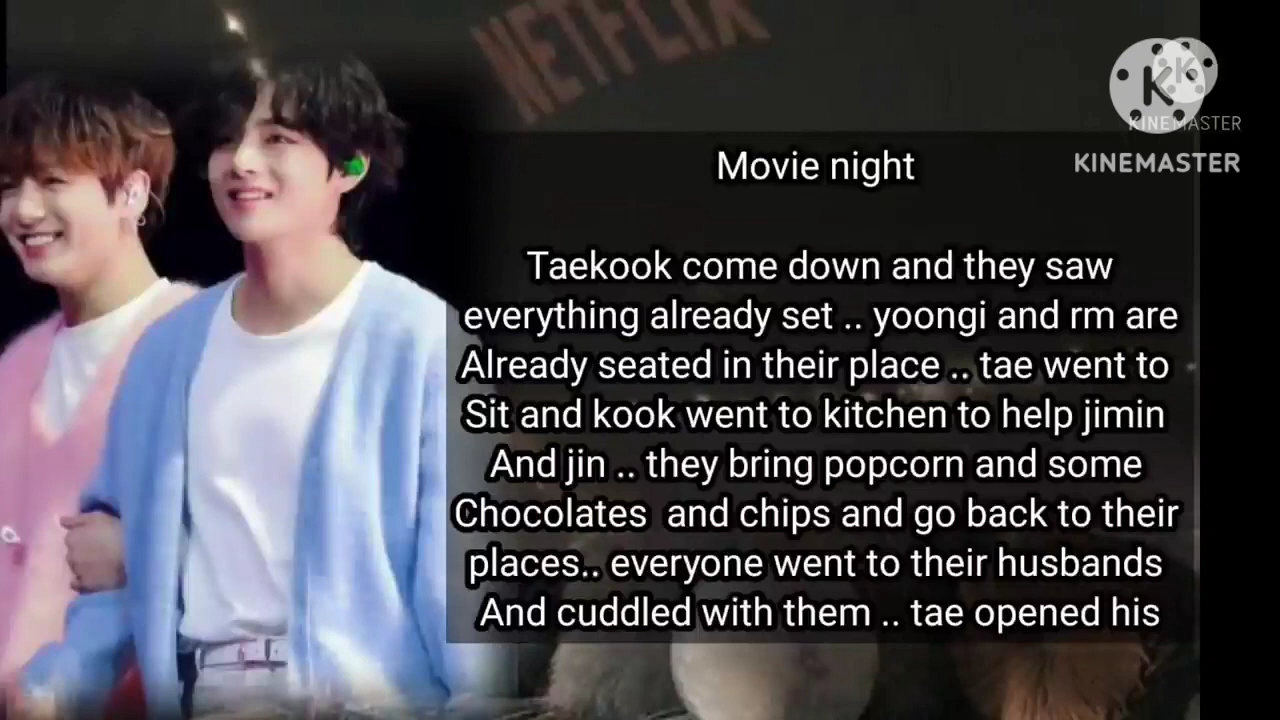 NETFLIX
K
K
KINEMASTER
KINEMASTER
Movie night
Taekook come down and they saw
everything already set .. yoongi and rm are
Already seated in their place .. tae went to
Sit and kook went to kitchen to help jimin
And jin .. they bring popcorn and some
Chocolates and chips and go back to their
places.. everyone went to their husbands
And cuddled with them .. tae opened his